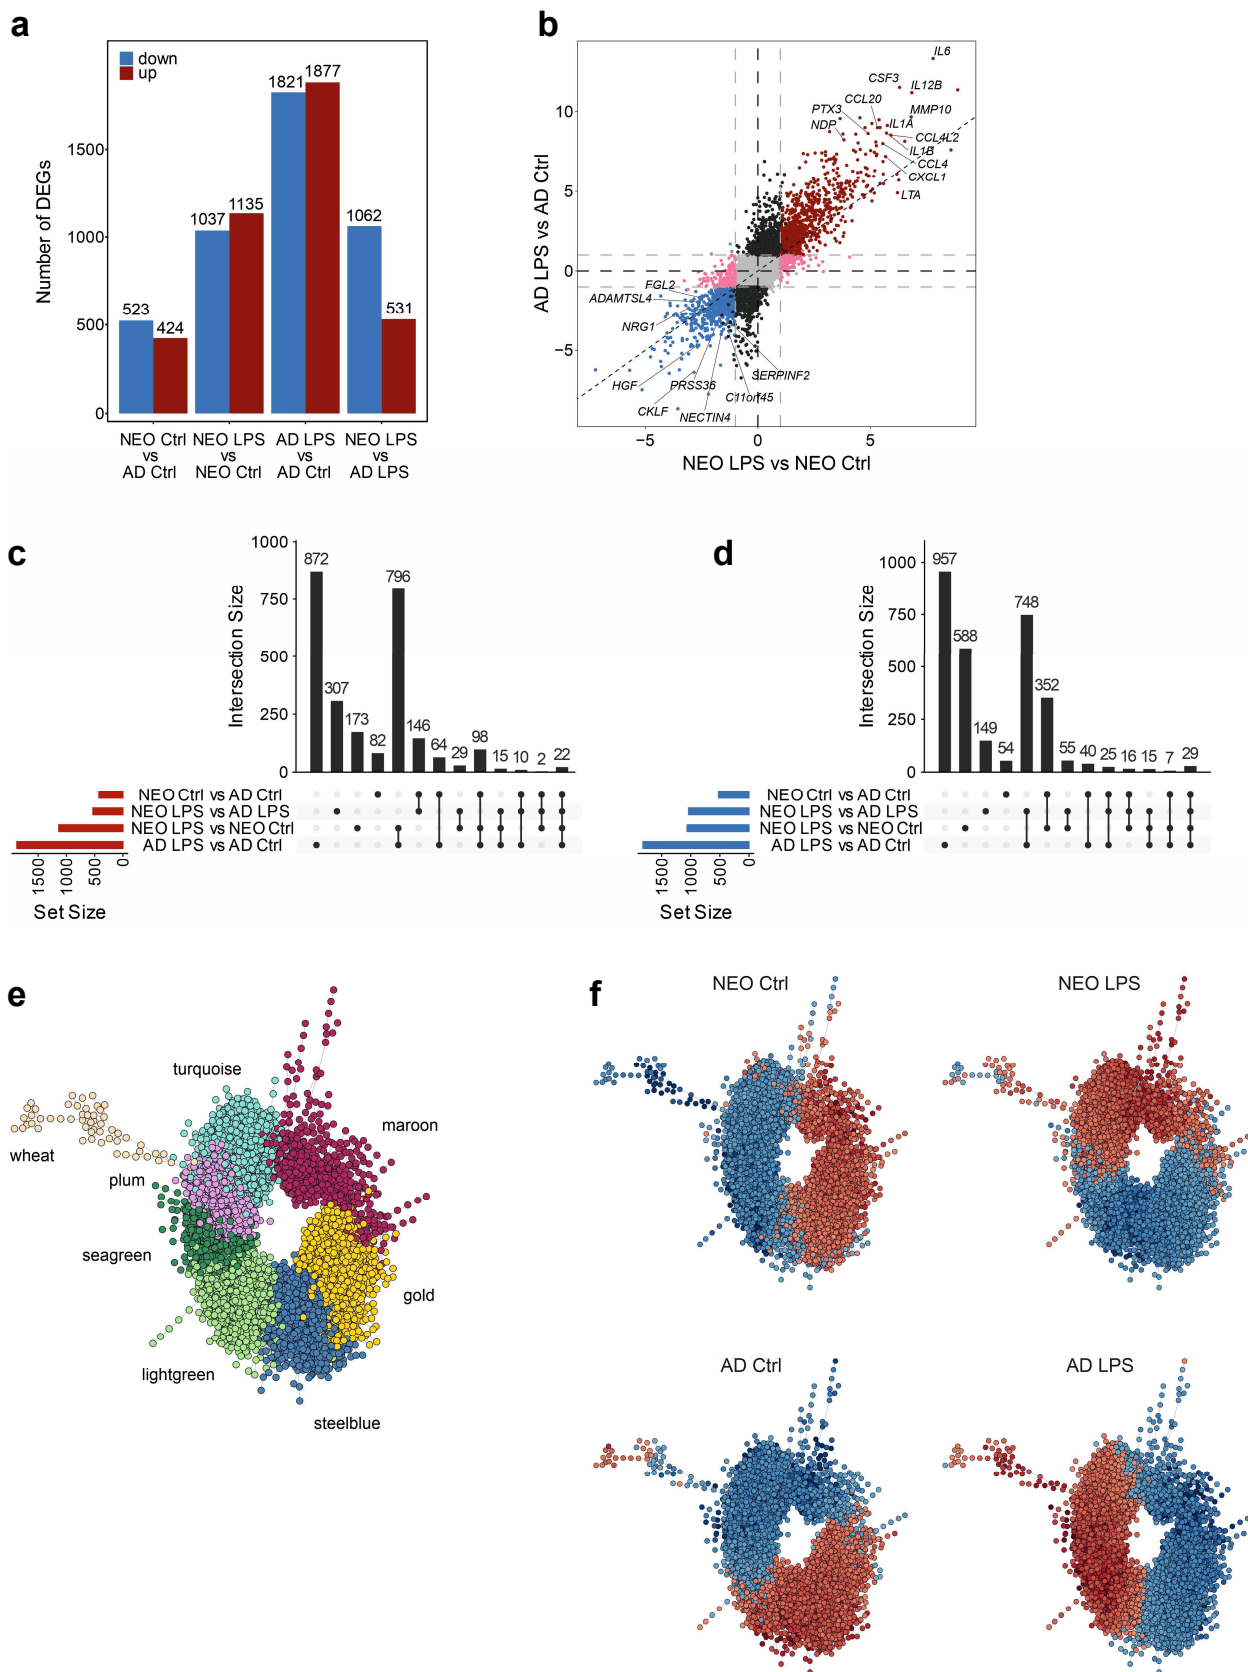 a
down
up
Number of DEGs
1500
1000
500
0
523
424
1037
1135
1821
1877
1062
531
NEO Ctrl vs AD Ctrl
NEO LPS vs NEO Ctrl
AD LPS vs AD Ctrl
NEO LPS vs AD LPS
b
AD LPS vs AD Ctrl
10
5
0
−5
IL6
CSF3
IL12B
CCL20
PTX3
MMP10
NDP
IL1A
CCL4L2
IL1B
CCL4
CXCL1
LTA
FGL2
ADAMTSL4
NRG1
HGF
PRSS36
SERPINF2
C11orf45
CKLF
NECTIN4
−5
0
5
NEO LPS vs NEO Ctrl
c
Intersection Size
1000
750
500
250
0
872
307
173
82
796
146
64
29
98
15
10
2
22
NEO Ctrl vs AD Ctrl
NEO LPS vs AD LPS
NEO LPS vs NEO Ctrl
AD LPS vs AD Ctrl
1500
1000
500
0
Set Size
d
Intersection Size
1000
750
500
250
0
957
588
149
54
748
352
55
40
25
16
15
7
29
NEO Ctrl vs AD Ctrl
NEO LPS vs AD LPS
NEO LPS vs NEO Ctrl
AD LPS vs AD Ctrl
1500
1000
500
0
Set Size
e
turquoise
maroon
wheat
plum
seagreen
gold
lightgreen
steelblue
f
NEO Ctrl
NEO LPS
AD Ctrl
AD LPS